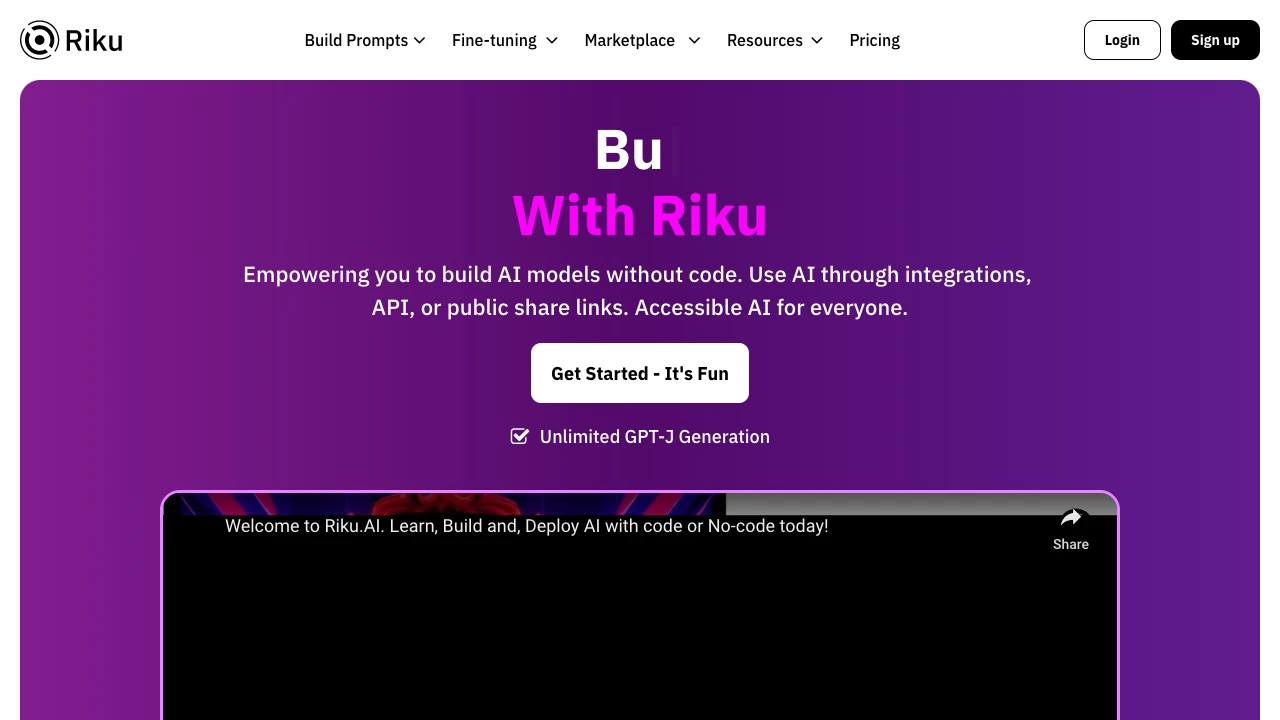 Riku
Build Prompts
Fine-tuning
Marketplace
Resources
Pricing
Login
Sign up
Bu
With Riku
Empowering you to build AI models without code. Use AI through integrations,
API, or public share links. Accessible AI for everyone.
Get Started - It's Fun
Unlimited GPT-J Generation
Welcome to Riku.AI. Learn, Build and, Deploy AI with code or No-code today!
Share